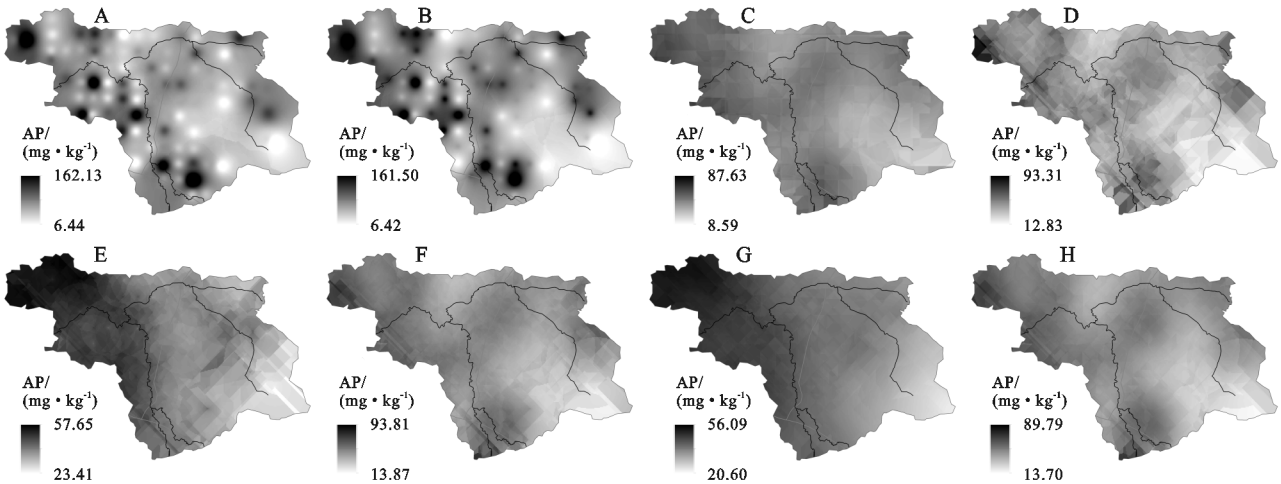 A
AP/
(mg • kg⁻¹)
162.13
6.44
B
AP/
(mg • kg⁻¹)
161.50
6.42
C
AP/
(mg • kg⁻¹)
87.63
8.59
D
AP/
(mg • kg⁻¹)
93.31
12.83
E
AP/
(mg • kg⁻¹)
57.65
23.41
F
AP/
(mg • kg⁻¹)
93.81
13.87
G
AP/
(mg • kg⁻¹)
56.09
20.60
H
AP/
(mg • kg⁻¹)
89.79
13.70